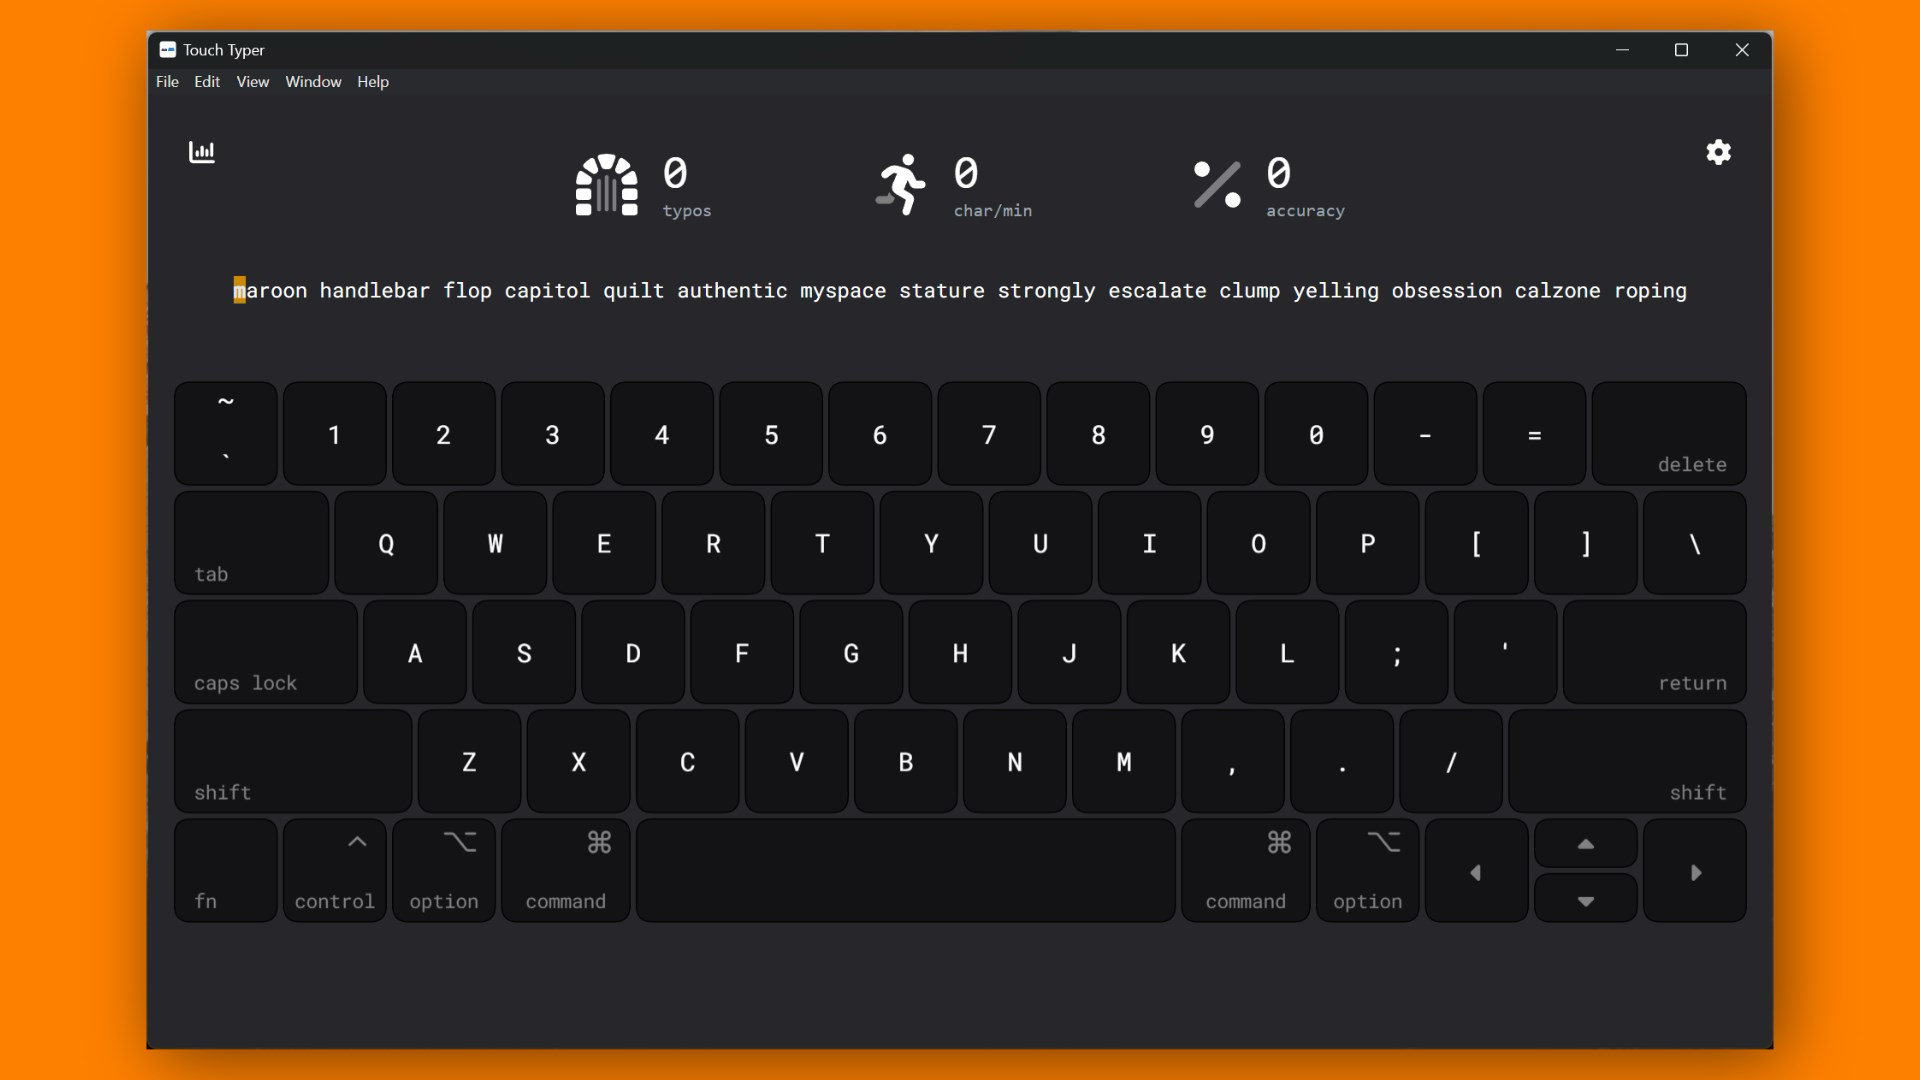 Touch Typer
File Edit View Window Help
0 0 0
typos char/min accuracy
maroon handlebar flop capitol quilt authentic myspace stature strongly escalate clump yelling obsession calzone roping
~
` 1 2 3 4 5 6 7 8 9 0 - = delete
tab Q W E R T Y U I O P [ ] \
caps lock A S D F G H J K L ; ' return
shift Z X C V B N M , . / shift
^ ⌥ ⌘ ⌘ ⌥ ▲
fn control option command command option ◀ ▼ ▶